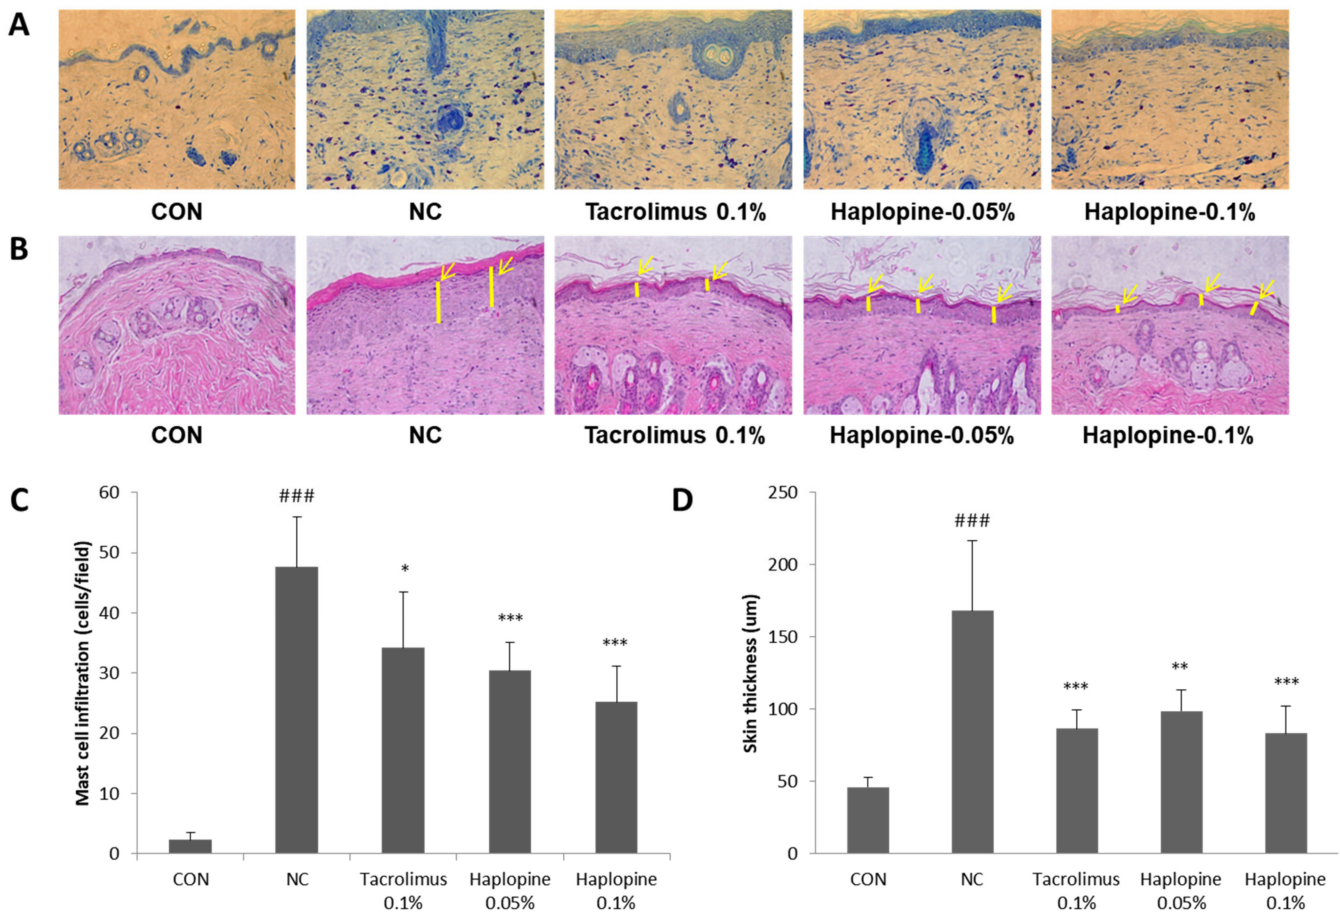 A
CON NC Tacrolimus 0.1% Haplopine-0.05% Haplopine-0.1%
B
CON NC Tacrolimus 0.1% Haplopine-0.05% Haplopine-0.1%
C
Mast cell infiltration (cells/field)
60
50
40
30
20
10
0
###
*
***
***
CON NC Tacrolimus Haplopine Haplopine
0.1% 0.05% 0.1%
D
Skin thickness (um)
250
200
150
100
50
0
###
***
**
***
CON NC Tacrolimus Haplopine Haplopine
0.1% 0.05% 0.1%